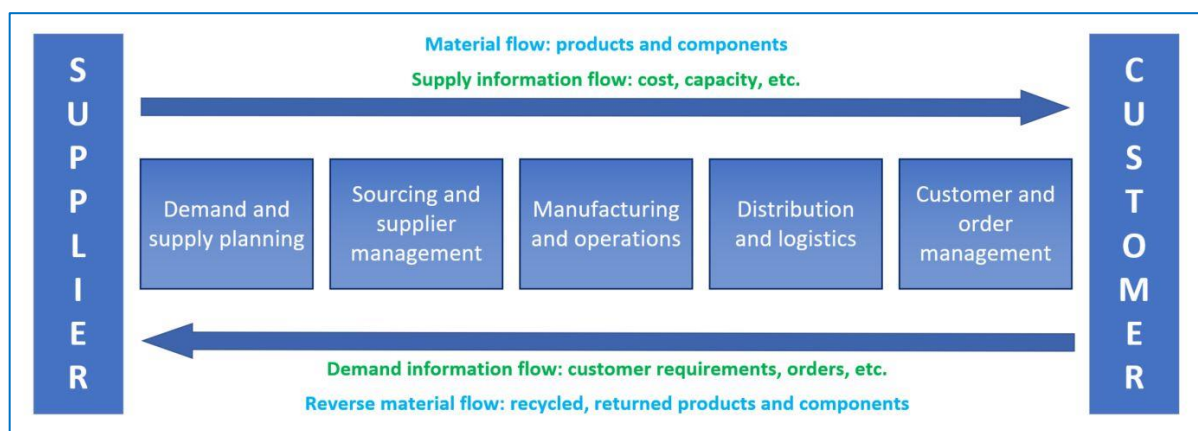 SUPPLIER
Material flow: products and components
Supply information flow: cost, capacity, etc.
Demand and
supply planning
Sourcing and
supplier
management
Manufacturing
and operations
Distribution
and logistics
Customer and
order
management
Demand information flow: customer requirements, orders, etc.
Reverse material flow: recycled, returned products and components
CUSTOMER